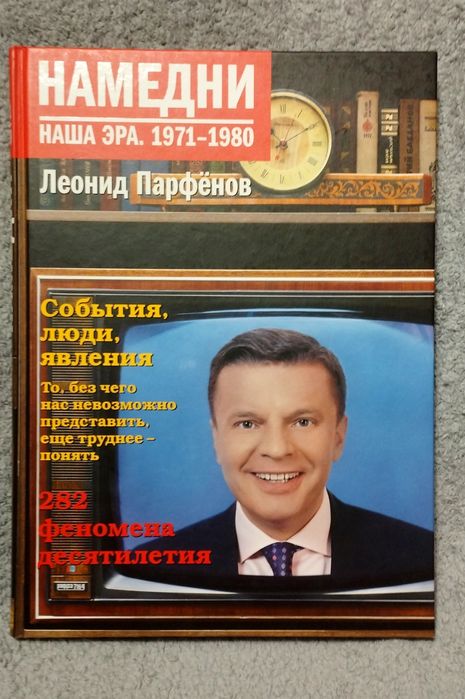 НАМЕДНИ
НАША ЭРА. 1971–1980
Леонид Парфёнов
События,
люди,
явления
То, без чего
нас невозможно
представить,
еще труднее –
понять
282
феномена
десятилетия